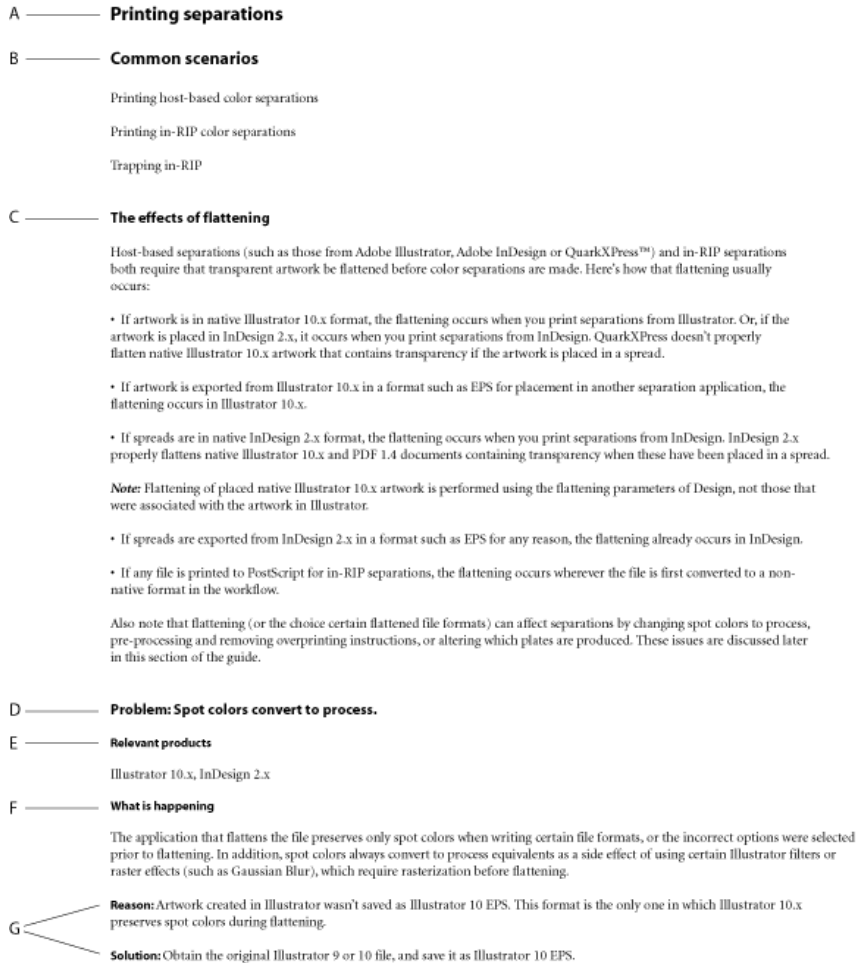 A Printing separations
B Common scenarios
Printing host-based color separations
Printing in-RIP color separations
Trapping in-RIP
C The effects of flattening
Host-based separations (such as those from Adobe Illustrator, Adobe InDesign or QuarkXPress™) and in-RIP separations
both require that transparent artwork be flattened before color separations are made. Here's how that flattening usually
occurs:
• If artwork is in native Illustrator 10.x format, the flattening occurs when you print separations from Illustrator. Or, if the
artwork is placed in InDesign 2.x, it occurs when you print separations from InDesign. QuarkXPress doesn't properly
flatten native Illustrator 10.x artwork that contains transparency if the artwork is placed in a spread.
• If artwork is exported from Illustrator 10.x in a format such as EPS for placement in another separation application, the
flattening occurs in Illustrator 10.x.
• If spreads are in native InDesign 2.x format, the flattening occurs when you print separations from InDesign. InDesign 2.x
properly flattens native Illustrator 10.x and PDF 1.4 documents containing transparency when these have been placed in a spread.
Note: Flattening of placed native Illustrator 10.x artwork is performed using the flattening parameters of Design, not those that
were associated with the artwork in Illustrator.
• If spreads are exported from InDesign 2.x in a format such as EPS for any reason, the flattening already occurs in InDesign.
• If any file is printed to PostScript for in-RIP separations, the flattening occurs wherever the file is first converted to a non-
native format in the workflow.
Also note that flattening (or the choice certain flattened file formats) can affect separations by changing spot colors to process,
pre-processing and removing overprinting instructions, or altering which plates are produced. These issues are discussed later
in this section of the guide.
D Problem: Spot colors convert to process.
E Relevant products
Illustrator 10.x, InDesign 2.x
F What is happening
The application that flattens the file preserves only spot colors when writing certain file formats, or the incorrect options were selected
prior to flattening. In addition, spot colors always convert to process equivalents as a side effect of using certain Illustrator filters or
raster effects (such as Gaussian Blur), which require rasterization before flattening.
G Reason: Artwork created in Illustrator wasn't saved as Illustrator 10 EPS. This format is the only one in which Illustrator 10.x
preserves spot colors during flattening.
Solution: Obtain the original Illustrator 9 or 10 file, and save it as Illustrator 10 EPS.